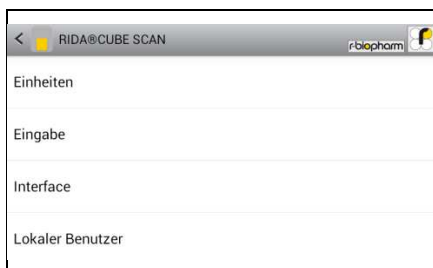 < RIDA®CUBE SCAN
r-biopharm
Einheiten
Eingabe
Interface
Lokaler Benutzer